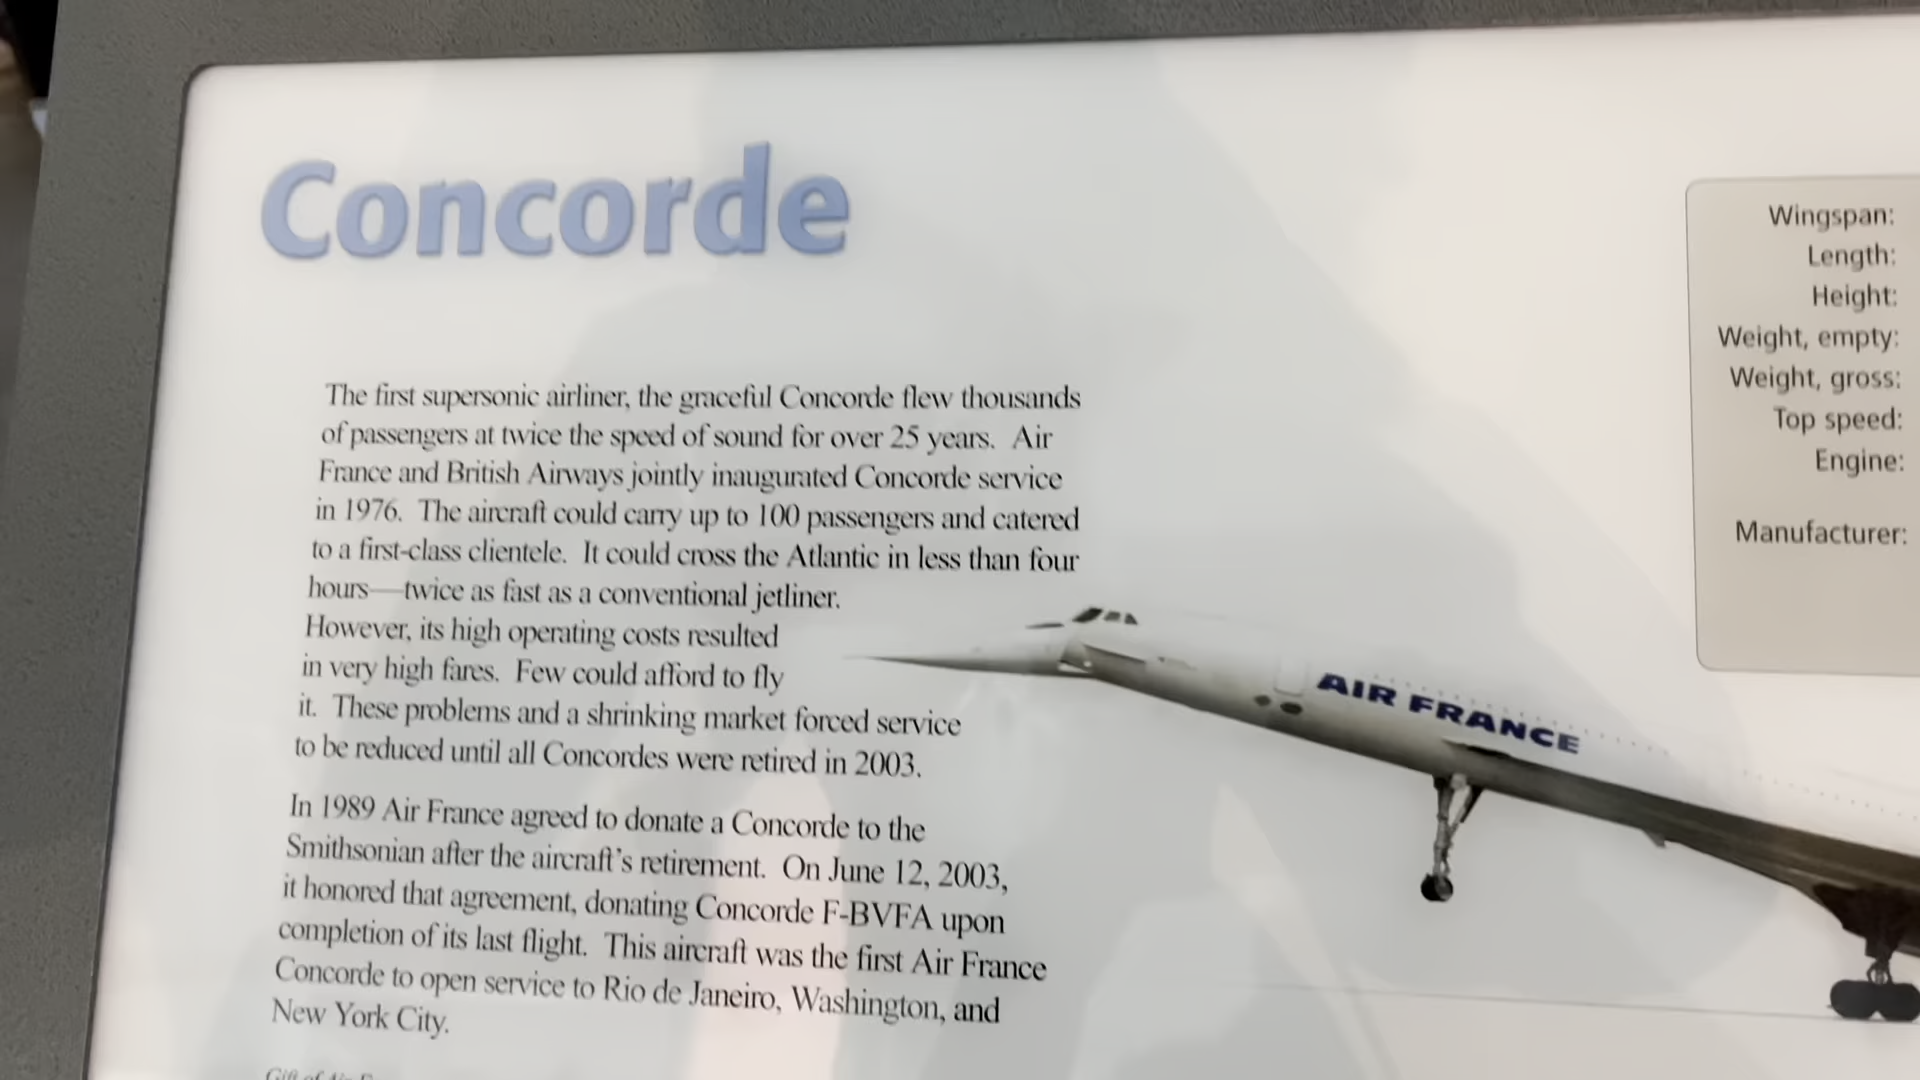 Concorde
The first supersonic airliner, the graceful Concorde flew thousands
of passengers at twice the speed of sound for over 25 years. Air
France and British Airways jointly inaugurated Concorde service
in 1976. The aircraft could carry up to 100 passengers and catered
to a first-class clientele. It could cross the Atlantic in less than four
hours—twice as fast as a conventional jetliner.
However, its high operating costs resulted
in very high fares. Few could afford to fly
it. These problems and a shrinking market forced service
to be reduced until all Concordes were retired in 2003.
In 1989 Air France agreed to donate a Concorde to the
Smithsonian after the aircraft's retirement. On June 12, 2003,
it honored that agreement, donating Concorde F-BVFA upon
completion of its last flight. This aircraft was the first Air France
Concorde to open service to Rio de Janeiro, Washington, and
New York City.
Gift of Air
AIR FRANCE
Wingspan:
Length:
Height:
Weight, empty:
Weight, gross:
Top speed:
Engine:
Manufacturer: